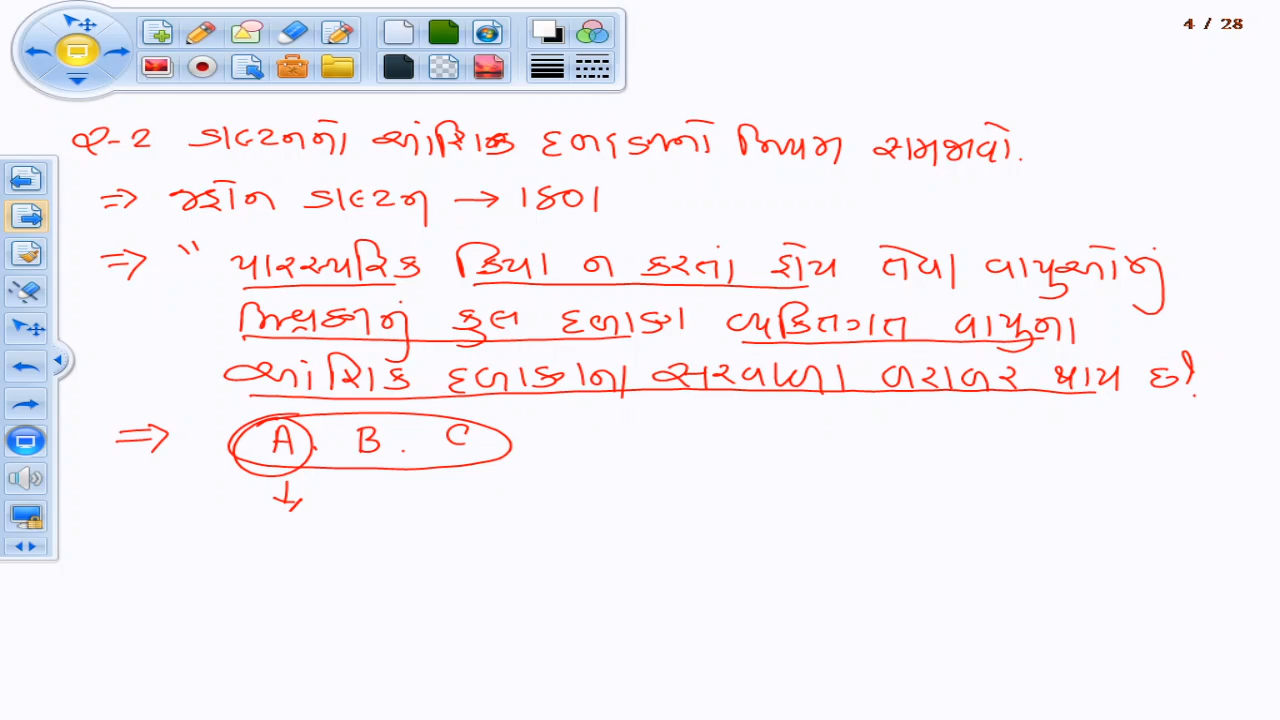 4 / 28
Q-2 ડાલ્ટનનો આંશિક દબાણનો નિયમ સમજાવો.
⇒ જહોન ડાલ્ટન → 1801
⇒ " પારસ્પરિક ક્રિયા ન કરતાં હોય તેવા વાયુઓનું
મિશ્રણનું કુલ દબાણ વ્યક્તિગત વાયુના
આંશિક દબાણના સરવાળા બરાબર થાય છે.
⇒ A . B . C
↓